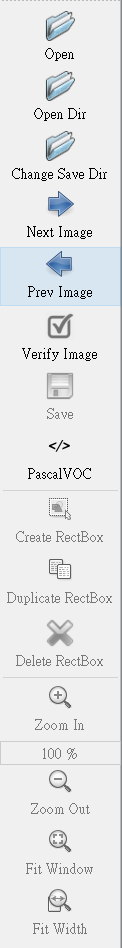 Open
Open Dir
Change Save Dir
Next Image
Prev Image
Verify Image
Save
</>
PascalVOC
Create RectBox
Duplicate RectBox
Delete RectBox
Zoom In
100 %
Zoom Out
Fit Window
Fit Width